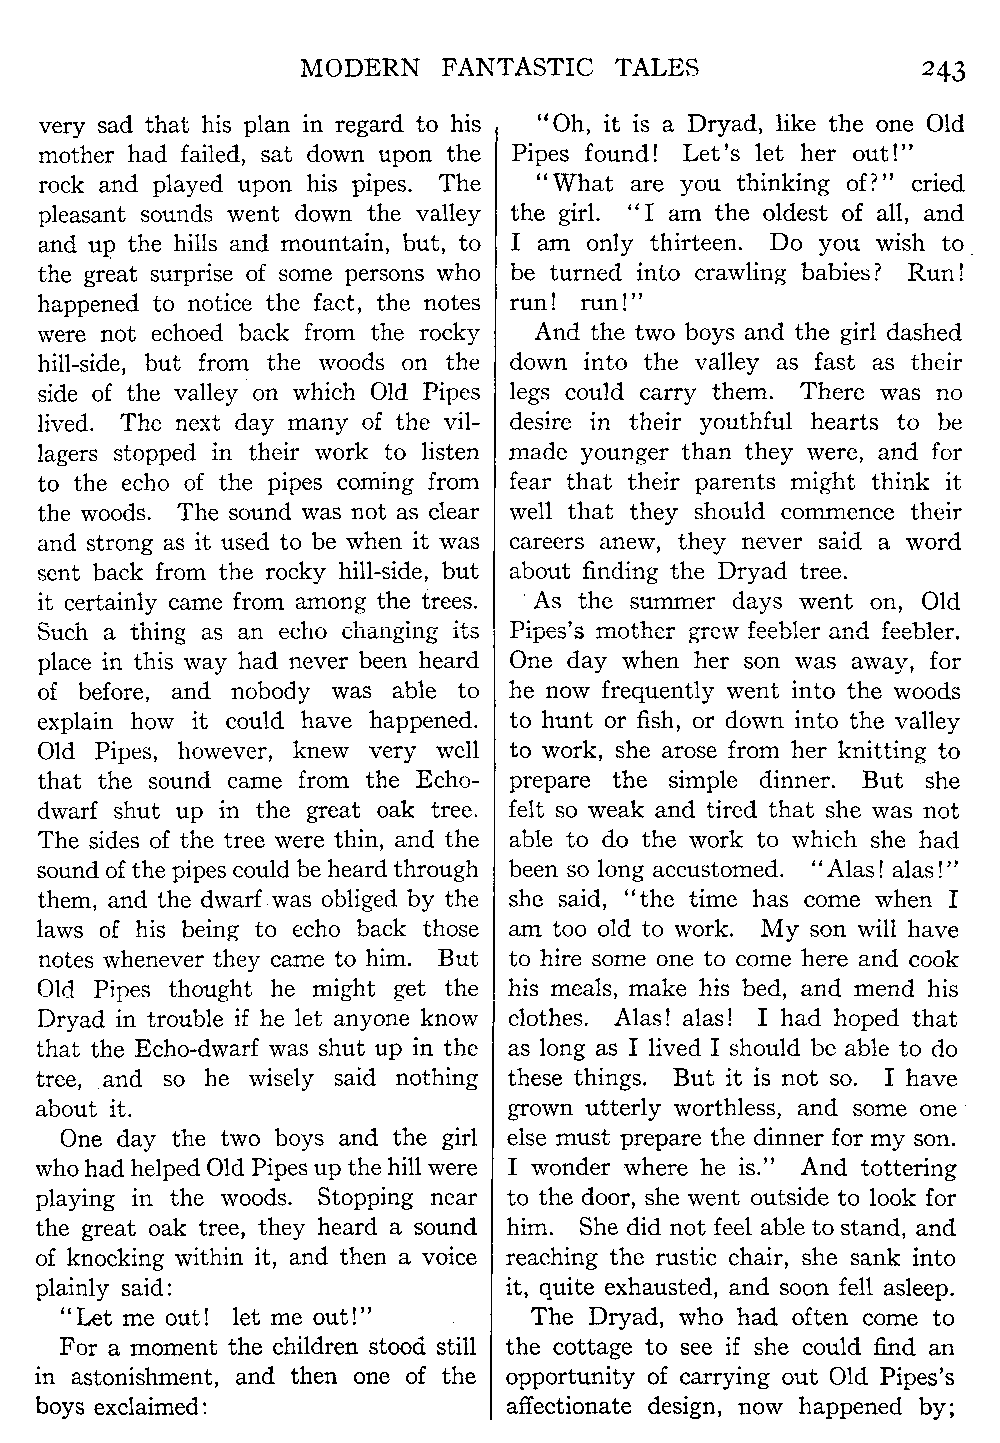 MODERN FANTASTIC TALES 243
very sad that his plan in regard to his
mother had failed, sat down upon the
rock and played upon his pipes. The
pleasant sounds went down the valley
and up the hills and mountain, but, to
the great surprise of some persons who
happened to notice the fact, the notes
were not echoed back from the rocky
hill-side, but from the woods on the
side of the valley on which Old Pipes
lived. The next day many of the vil-
lagers stopped in their work to listen
to the echo of the pipes coming from
the woods. The sound was not as clear
and strong as it used to be when it was
sent back from the rocky hill-side, but
it certainly came from among the trees.
Such a thing as an echo changing its
place in this way had never been heard
of before, and nobody was able to
explain how it could have happened.
Old Pipes, however, knew very well
that the sound came from the Echo-
dwarf shut up in the great oak tree.
The sides of the tree were thin, and the
sound of the pipes could be heard through
them, and the dwarf was obliged by the
laws of his being to echo back those
notes whenever they came to him. But
Old Pipes thought he might get the
Dryad in trouble if he let anyone know
that the Echo-dwarf was shut up in the
tree, and so he wisely said nothing
about it.
One day the two boys and the girl
who had helped Old Pipes up the hill were
playing in the woods. Stopping near
the great oak tree, they heard a sound
of knocking within it, and then a voice
plainly said:
"Let me out! let me out!"
For a moment the children stood still
in astonishment, and then one of the
boys exclaimed:
"Oh, it is a Dryad, like the one Old
Pipes found! Let's let her out!"
"What are you thinking of?" cried
the girl. "I am the oldest of all, and
I am only thirteen. Do you wish to
be turned into crawling babies? Run!
run! run!"
And the two boys and the girl dashed
down into the valley as fast as their
legs could carry them. There was no
desire in their youthful hearts to be
made younger than they were, and for
fear that their parents might think it
well that they should commence their
careers anew, they never said a word
about finding the Dryad tree.
As the summer days went on, Old
Pipes's mother grew feebler and feebler.
One day when her son was away, for
he now frequently went into the woods
to hunt or fish, or down into the valley
to work, she arose from her knitting to
prepare the simple dinner. But she
felt so weak and tired that she was not
able to do the work to which she had
been so long accustomed. "Alas! alas!"
she said, "the time has come when I
am too old to work. My son will have
to hire some one to come here and cook
his meals, make his bed, and mend his
clothes. Alas! alas! I had hoped that
as long as I lived I should be able to do
these things. But it is not so. I have
grown utterly worthless, and some one
else must prepare the dinner for my son.
I wonder where he is." And tottering
to the door, she went outside to look for
him. She did not feel able to stand, and
reaching the rustic chair, she sank into
it, quite exhausted, and soon fell asleep.
The Dryad, who had often come to
the cottage to see if she could find an
opportunity of carrying out Old Pipes's
affectionate design, now happened by;